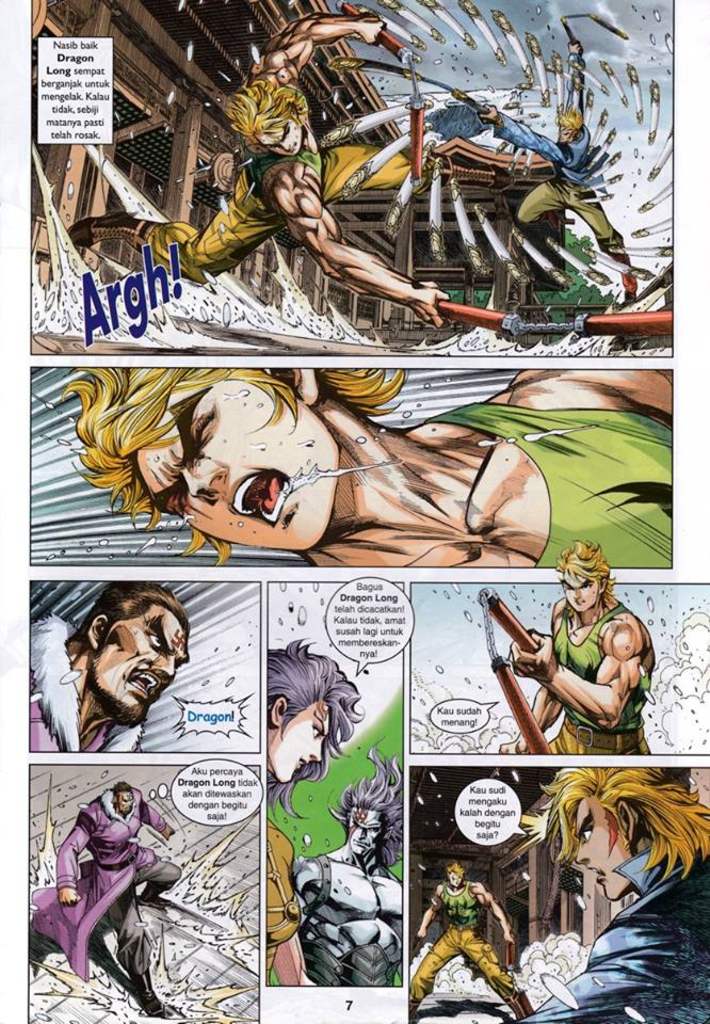 Nasib baik
Dragon
Long sempat
berganjak untuk
mengelak. Kalau
tidak, sebiji
matanya pasti
telah rosak.
Argh!
Dragon!
Bagus
Dragon Long
telah dicacatkan!
Kalau tidak, amat
susah lagi untuk
membereskan-
nya!
Kau sudah
menang!
Aku percaya
Dragon Long tidak
akan ditewaskan
dengan begitu
saja!
Kau sudi
mengaku
kalah dengan
begitu
saja?
7